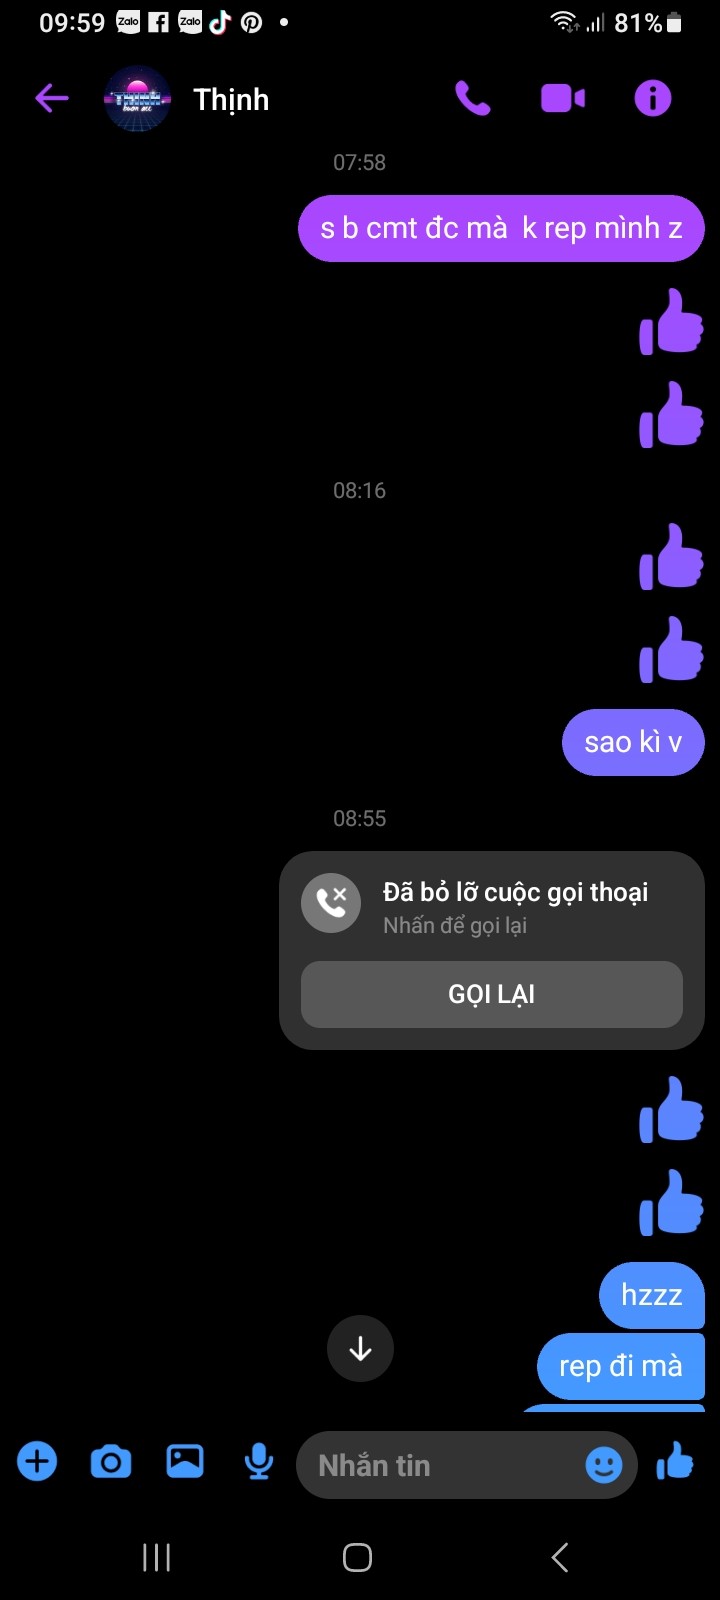 09:59 Zalo Zalo 81%
Thịnh
07:58
s b cmt đc mà k rep mình z
08:16
sao kì v
08:55
Đã bỏ lỡ cuộc gọi thoại
Nhấn để gọi lại
GỌI LẠI
hzzz
rep đi mà
Nhắn tin